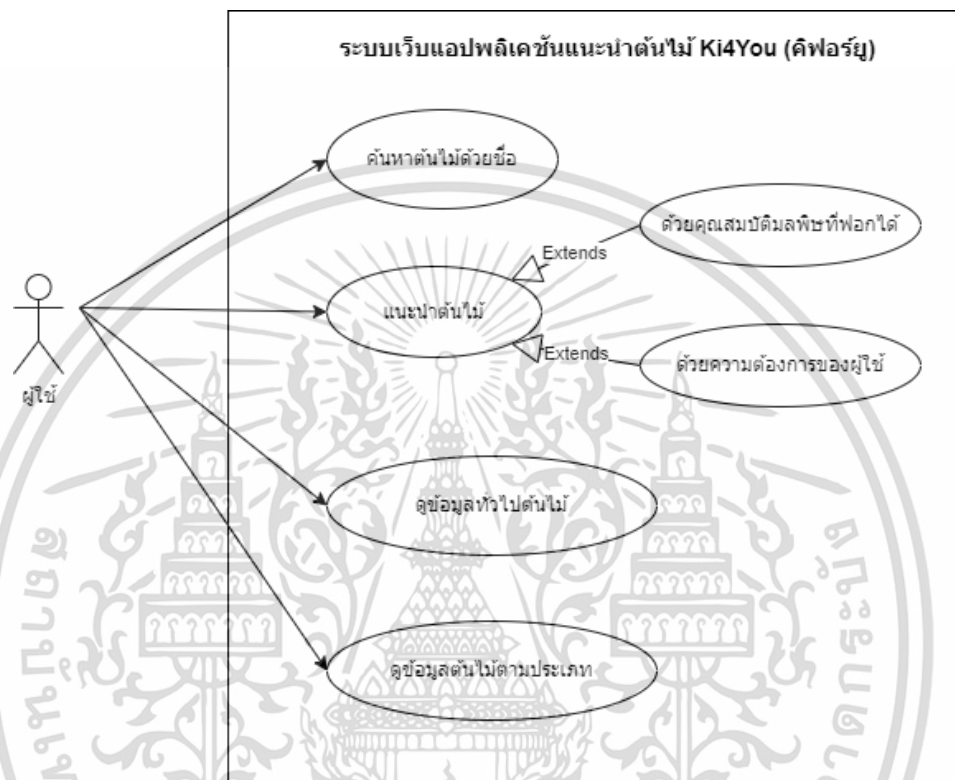 ระบบเว็บแอปพลิเคชันแนะนำต้นไม้ Ki4You (คิฟอร์ยู)
ค้นหาต้นไม้ด้วยชื่อ
ด้วยคุณสมบัติมลพิษที่ฟอกได้
Extends
แนะนำต้นไม้
Extends
ด้วยความต้องการของผู้ใช้
ผู้ใช้
ดูข้อมูลทั่วไปต้นไม้
ดูข้อมูลต้นไม้ตามประเภท